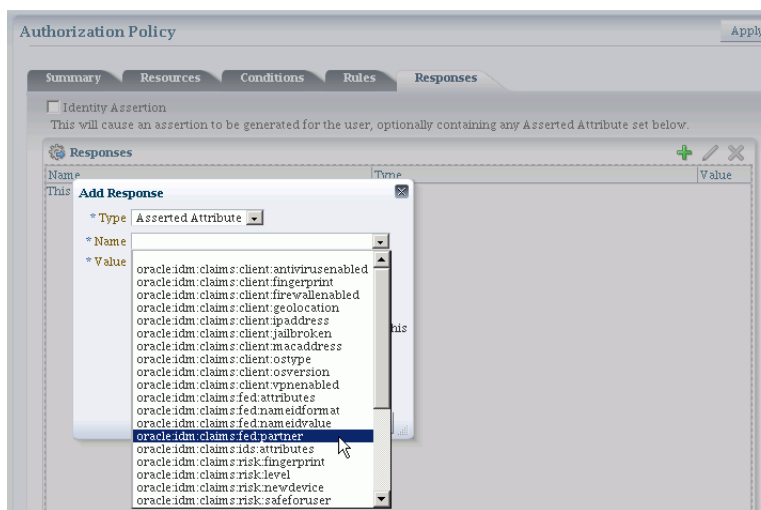 Authorization Policy
Apply
Summary Resources Conditions Rules Responses
Identity Assertion
This will cause an assertion to be generated for the user, optionally containing any Asserted Attribute set below.
Responses
Name Type Value
This
Add Response
* Type Asserted Attribute
* Name
* Value
oracle:idm:claims:client:antivirusenabled
oracle:idm:claims:client:fingerprint
oracle:idm:claims:client:firewallenabled
oracle:idm:claims:client:geolocation
oracle:idm:claims:client:ipaddress
his
oracle:idm:claims:client:jailbroken
oracle:idm:claims:client:macaddress
oracle:idm:claims:client:ostype
oracle:idm:claims:client:osversion
oracle:idm:claims:client:vpnenabled
oracle:idm:claims:fed:attributes
oracle:idm:claims:fed:nameidformat
oracle:idm:claims:fed:nameidvalue
oracle:idm:claims:fed:partner
oracle:idm:claims:ids:attributes
oracle:idm:claims:risk:fingerprint
oracle:idm:claims:risk:level
oracle:idm:claims:risk:newdevice
oracle:idm:claims:risk:safeforuser